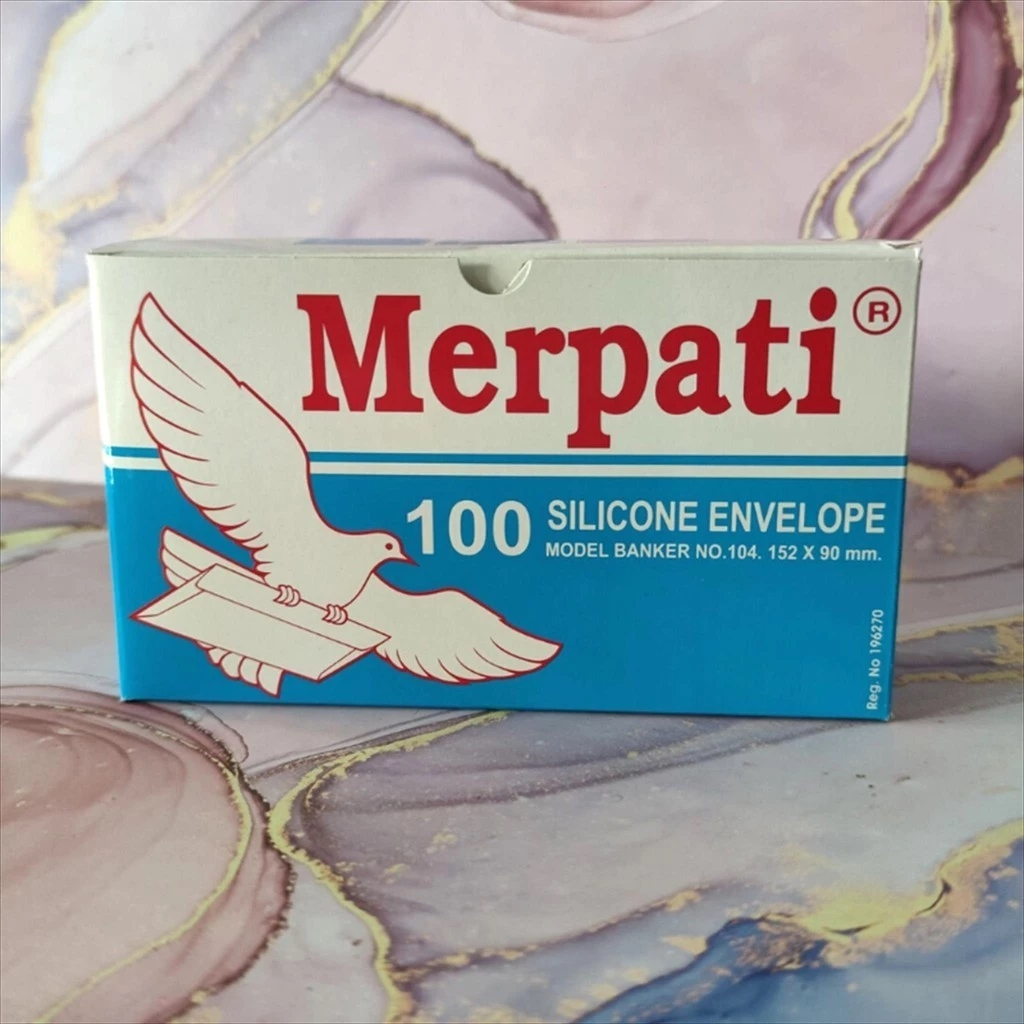 Merpati ®
100 SILICONE ENVELOPE
MODEL BANKER NO.104. 152 X 90 mm.
Reg. No 196270